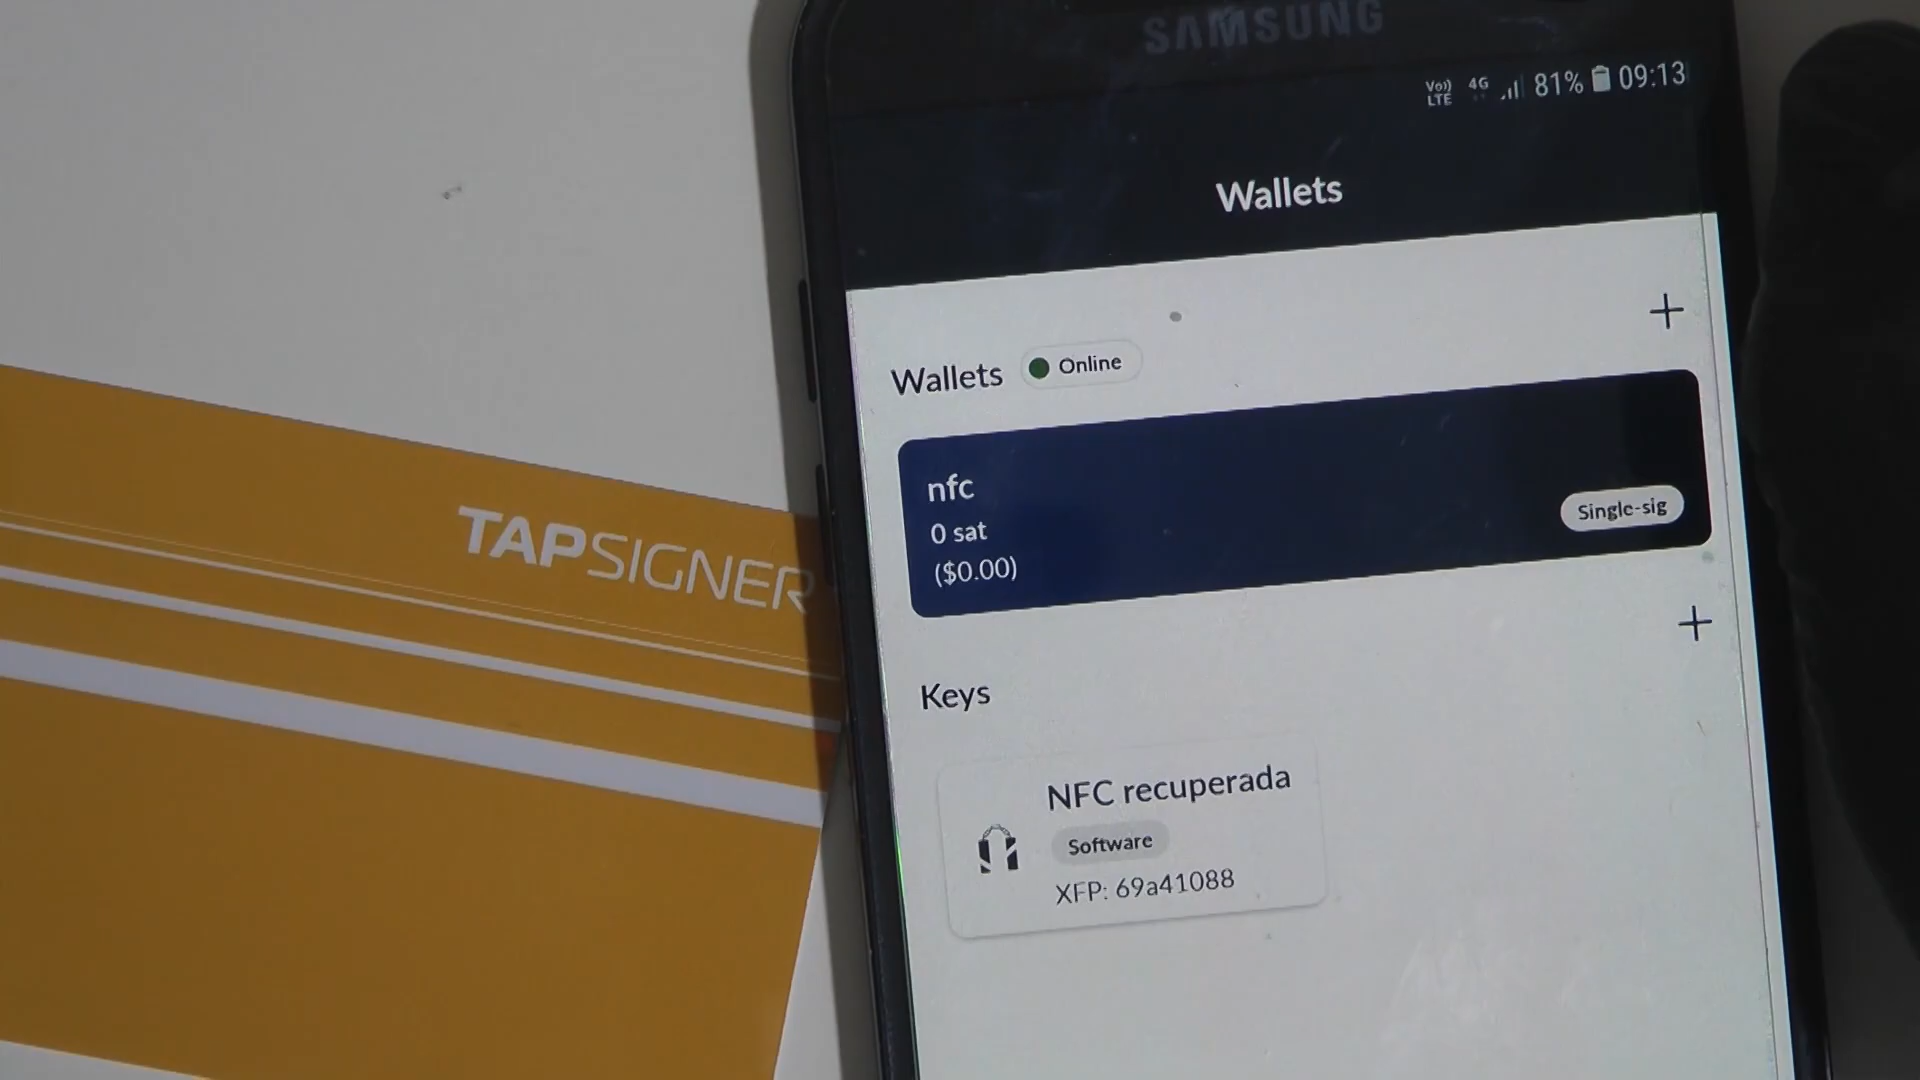 SAMSUNG
Vo)) LTE 4G 81% 09:13
Wallets
Wallets Online
nfc
0 sat
($0.00)
Single-sig
Keys
NFC recuperada
Software
XFP: 69a41088
TAPSIGNER